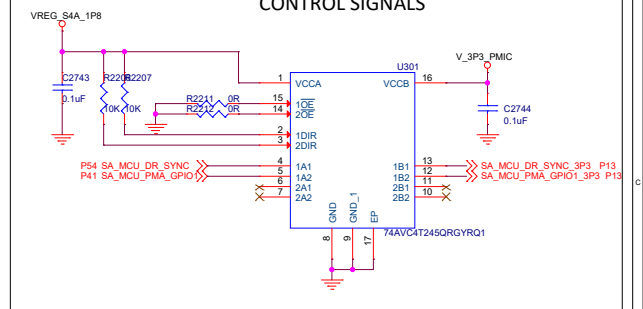 CONTROL SIGNALS
VREG_S4A_1P8
V_3P3_PMIC
U301
C2743
0.1uF
R2206 R2207
10K 10K
1 VCCA
VCCB 16
C2744
0.1uF
R2211 0R
R2212 0R
15 1OE
14 2OE
2 1DIR
3 2DIR
P54 SA_MCU_DR_SYNC 4 1A1
1B1 13 SA_MCU_DR_SYNC_3P3 P13
P41 SA_MCU_PMA_GPIO1 5 1A2
1B2 12 SA_MCU_PMA_GPIO1_3P3 P13
6 2A1
2B1 11
7 2A2
2B2 10
GND GND_1 EP
8 9 17
74AVC4T245QRGYRQ1
C